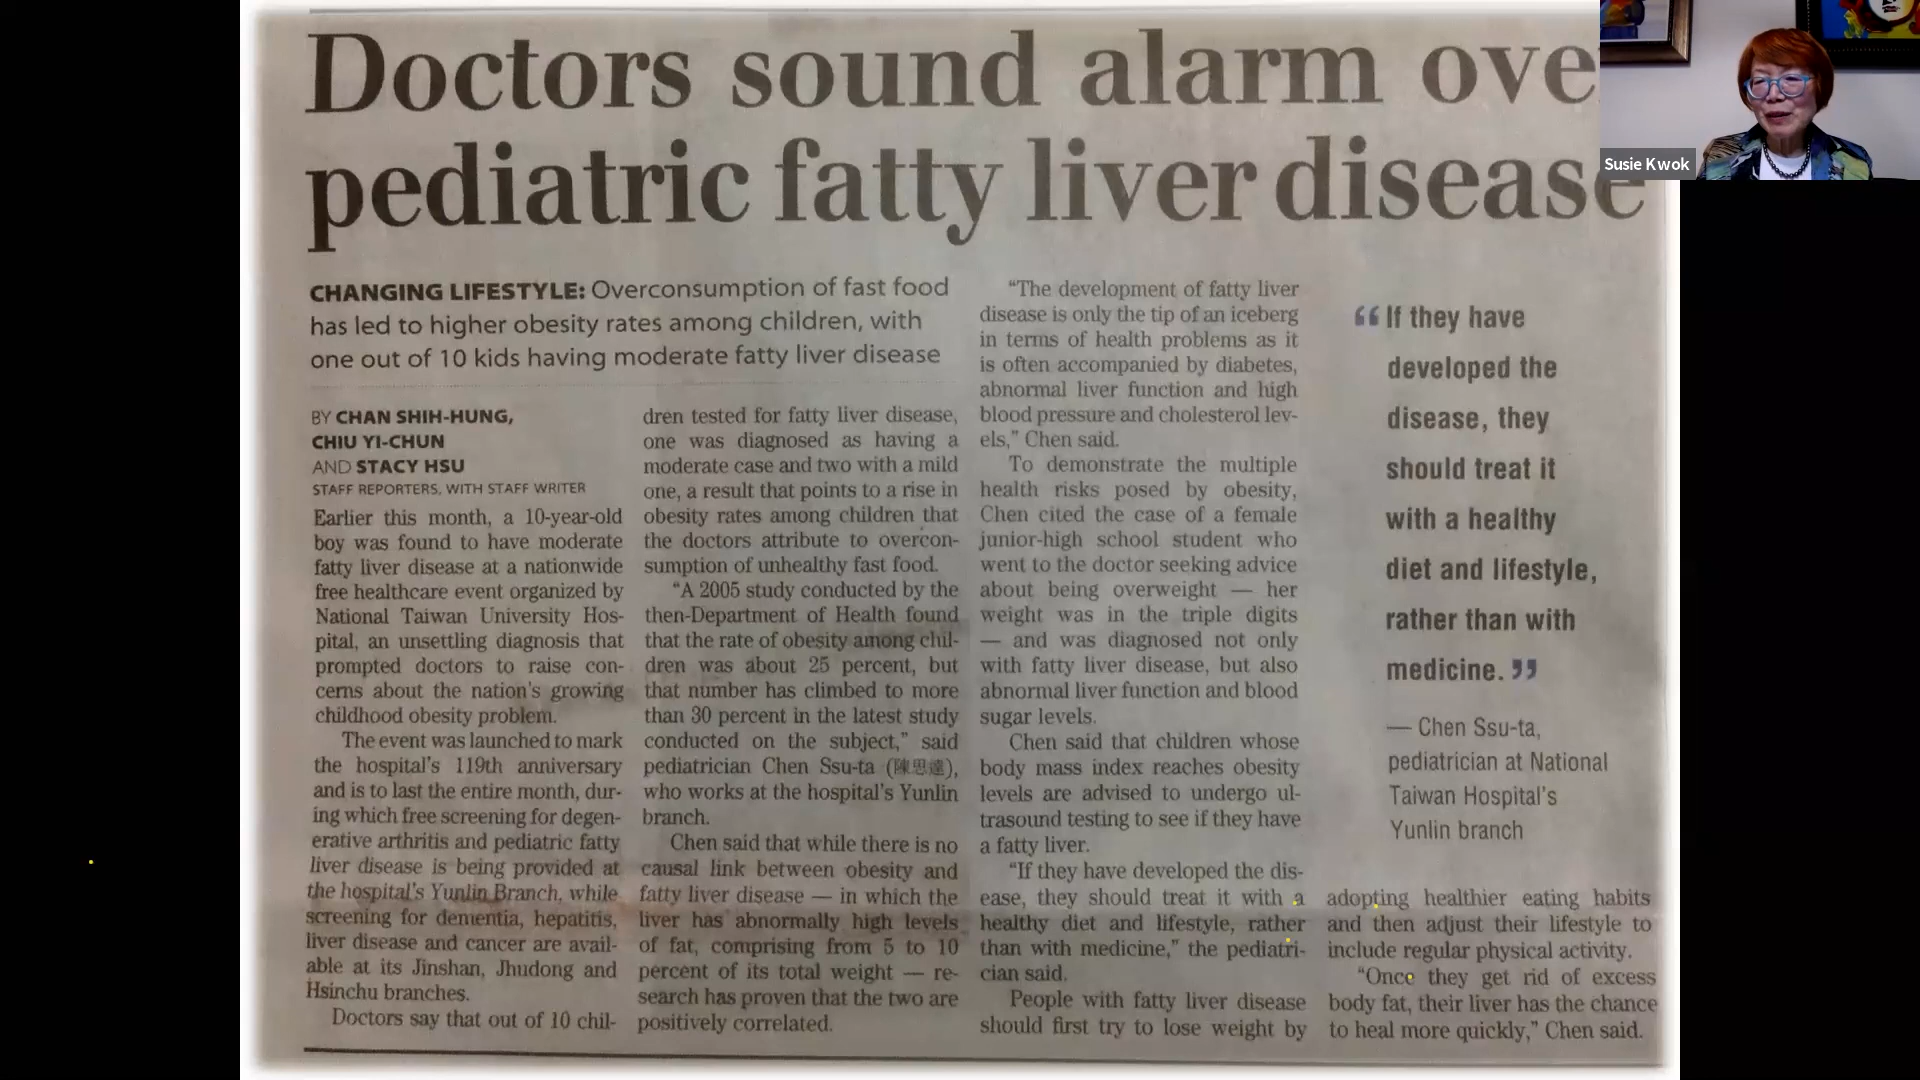 Doctors sound alarm ove
pediatric fatty liver disease
CHANGING LIFESTYLE: Overconsumption of fast food
has led to higher obesity rates among children, with
one out of 10 kids having moderate fatty liver disease
BY CHAN SHIH-HUNG,
CHIU YI-CHUN
AND STACY HSU
STAFF REPORTERS, WITH STAFF WRITER
Earlier this month, a 10-year-old
boy was found to have moderate
fatty liver disease at a nationwide
free healthcare event organized by
National Taiwan University Hos-
pital, an unsettling diagnosis that
prompted doctors to raise con-
cerns about the nation's growing
childhood obesity problem.
The event was launched to mark
the hospital's 119th anniversary
and is to last the entire month, dur-
ing which free screening for degen-
erative arthritis and pediatric fatty
liver disease is being provided at
the hospital's Yunlin Branch, while
screening for dementia, hepatitis,
liver disease and cancer are avail-
able at its Jinshan, Jhudong and
Hsinchu branches.
Doctors say that out of 10 chil-
dren tested for fatty liver disease,
one was diagnosed as having a
moderate case and two with a mild
one, a result that points to a rise in
obesity rates among children that
the doctors attribute to overcon-
sumption of unhealthy fast food.
“A 2005 study conducted by the
then-Department of Health found
that the rate of obesity among chil-
dren was about 25 percent, but
that number has climbed to more
than 30 percent in the latest study
conducted on the subject,” said
pediatrician Chen Ssu-ta (陳思達),
who works at the hospital's Yunlin
branch.
Chen said that while there is no
causal link between obesity and
fatty liver disease — in which the
liver has abnormally high levels
of fat, comprising from 5 to 10
percent of its total weight — re-
search has proven that the two are
positively correlated.
“The development of fatty liver
disease is only the tip of an iceberg
in terms of health problems as it
is often accompanied by diabetes,
abnormal liver function and high
blood pressure and cholesterol lev-
els,” Chen said.
To demonstrate the multiple
health risks posed by obesity,
Chen cited the case of a female
junior-high school student who
went to the doctor seeking advice
about being overweight — her
weight was in the triple digits
— and was diagnosed not only
with fatty liver disease, but also
abnormal liver function and blood
sugar levels.
Chen said that children whose
body mass index reaches obesity
levels are advised to undergo ul-
trasound testing to see if they have
a fatty liver.
“If they have developed the dis-
ease, they should treat it with a
healthy diet and lifestyle, rather
than with medicine,” the pediatri-
cian said.
People with fatty liver disease
should first try to lose weight by
“If they have
developed the
disease, they
should treat it
with a healthy
diet and lifestyle,
rather than with
medicine.”
— Chen Ssu-ta,
pediatrician at National
Taiwan Hospital's
Yunlin branch
adopting healthier eating habits
and then adjust their lifestyle to
include regular physical activity.
“Once they get rid of excess
body fat, their liver has the chance
to heal more quickly,” Chen said.
Susie Kwok